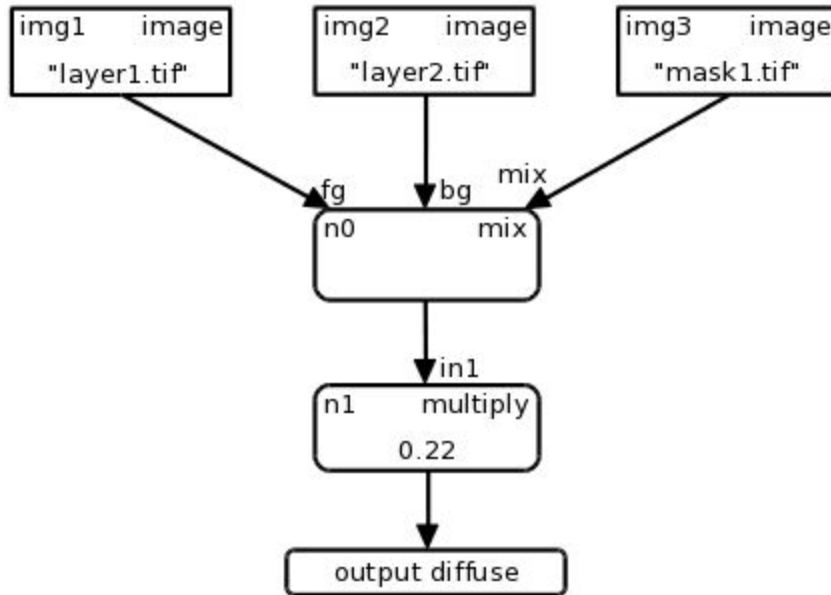 img1 image
"layer1.tif"
img2 image
"layer2.tif"
img3 image
"mask1.tif"
fg
bg
mix
n0 mix
in1
n1 multiply
0.22
output diffuse